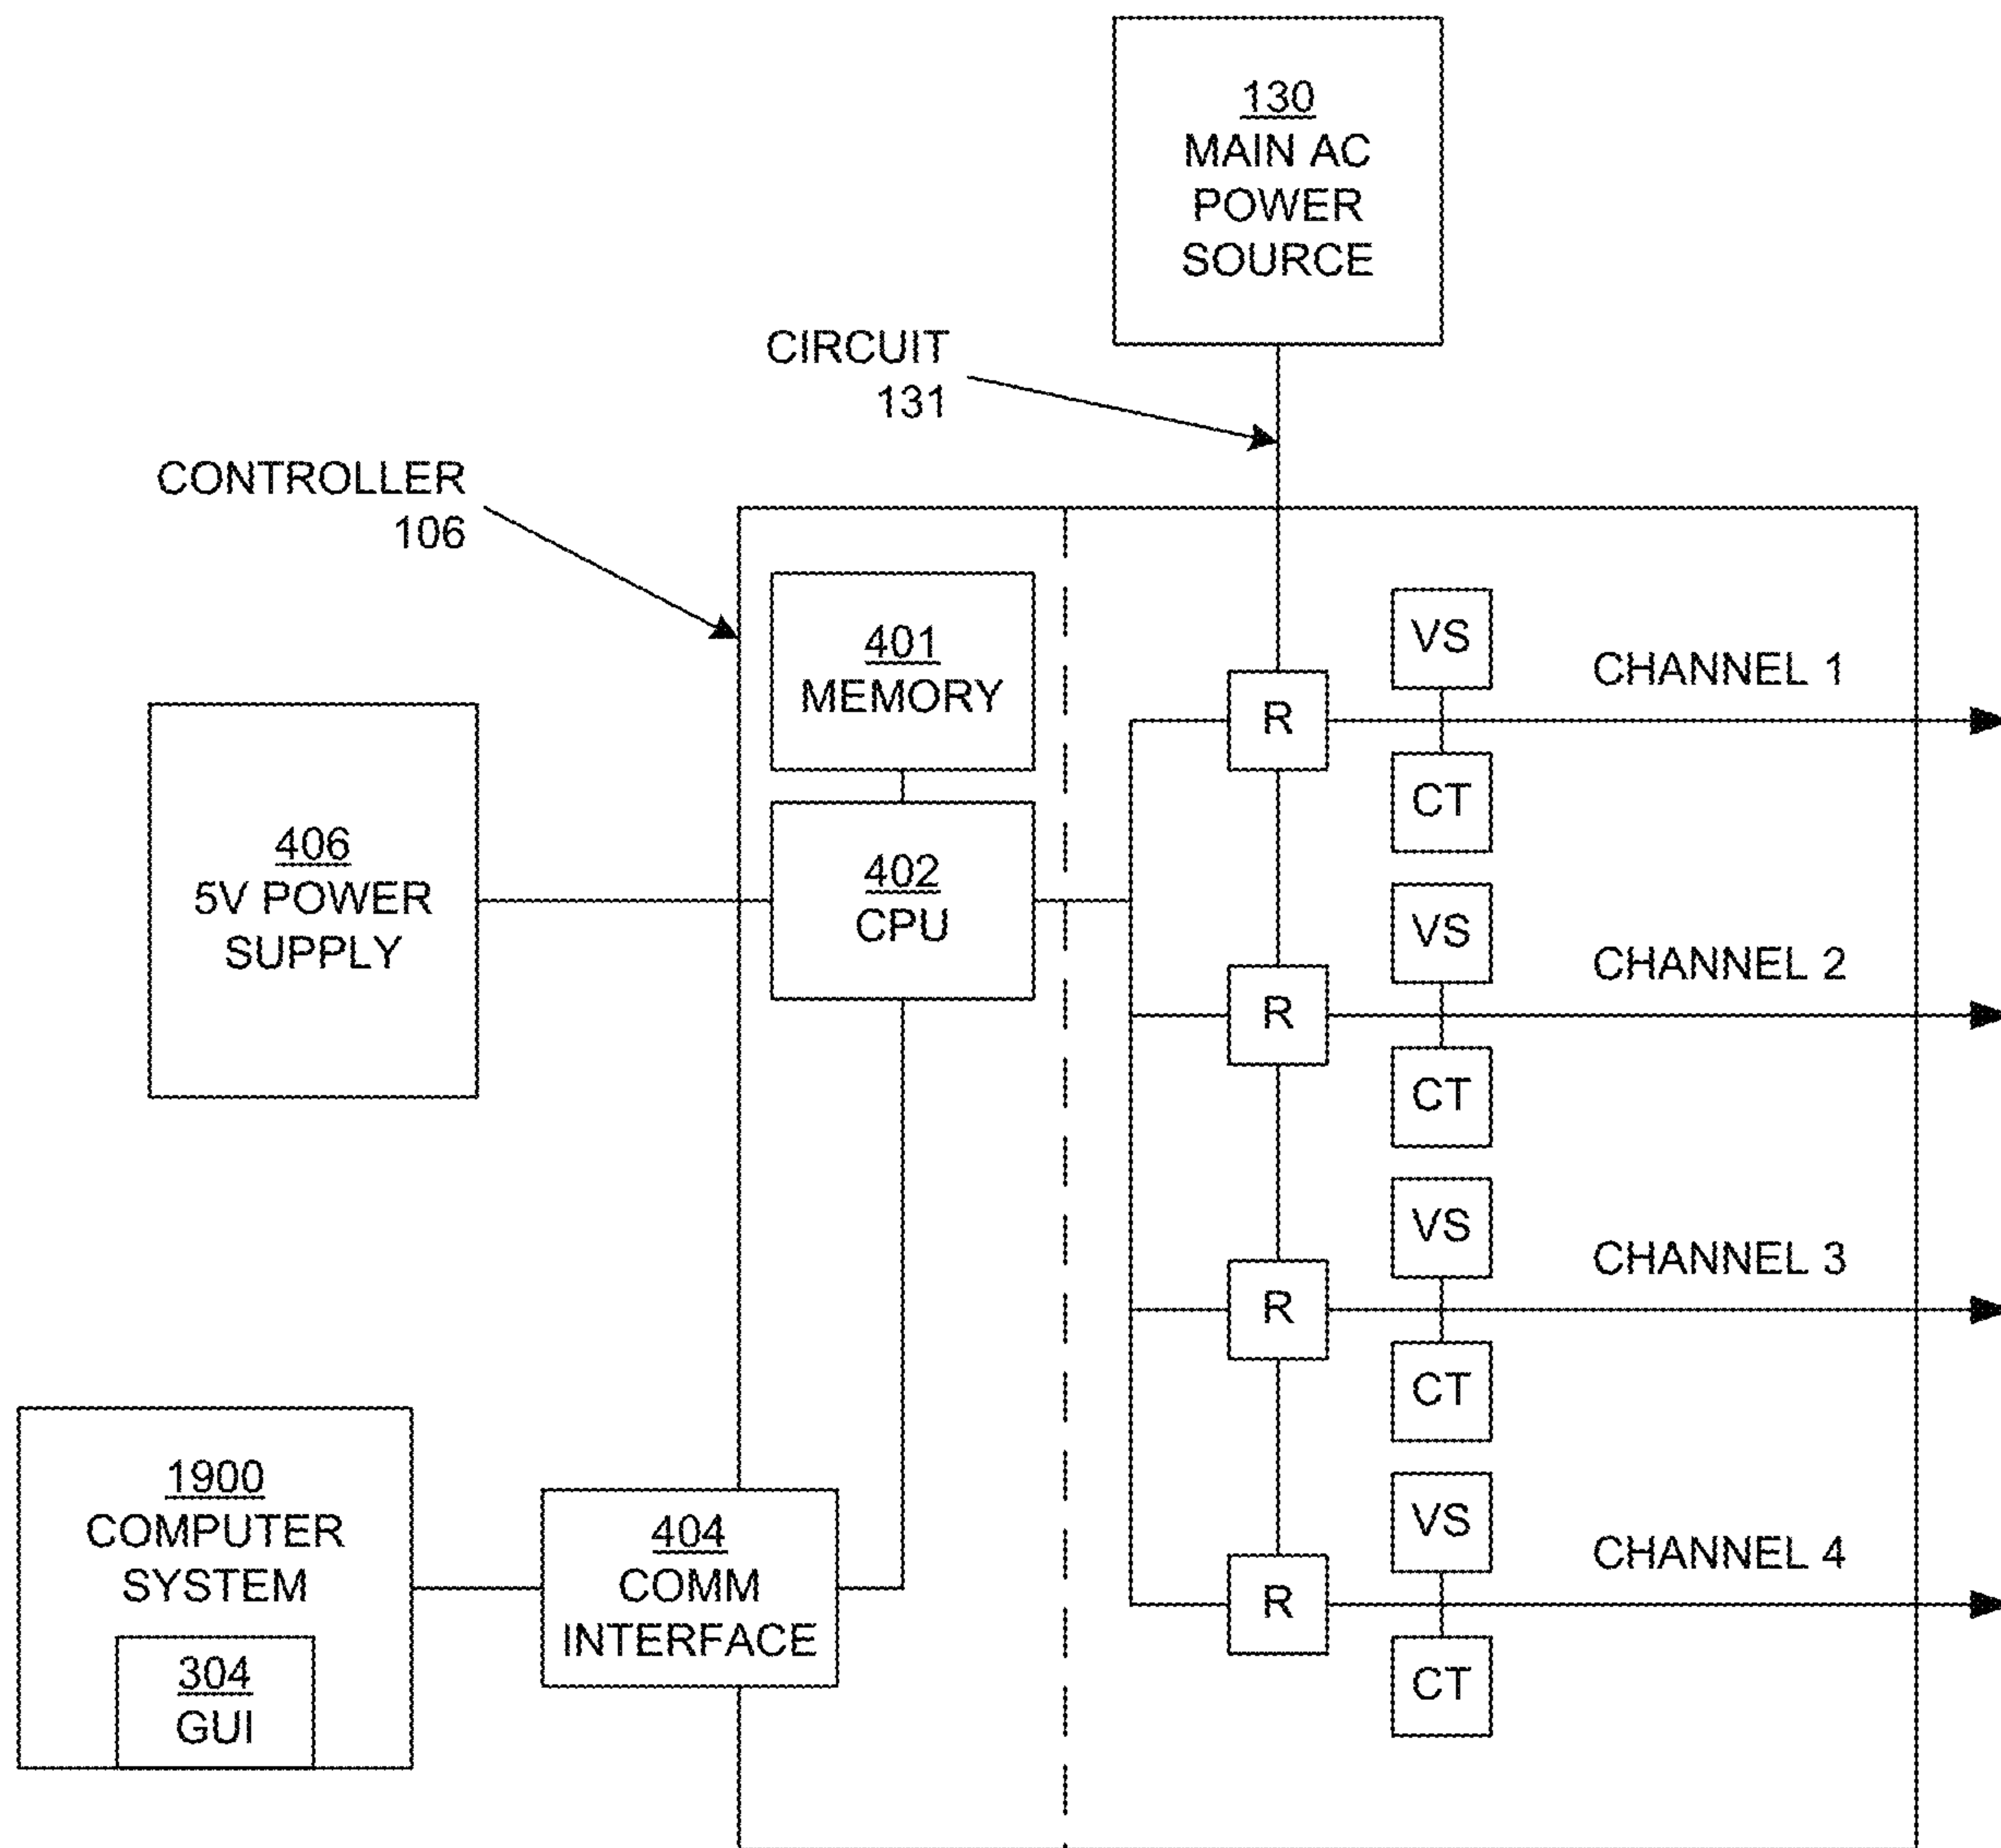 130
MAIN AC
POWER
SOURCE
CIRCUIT
131
CONTROLLER
106
401
MEMORY
402
CPU
406
5V POWER
SUPPLY
1900
COMPUTER
SYSTEM
304
GUI
404
COMM
INTERFACE
R
VS
CT
CHANNEL 1
R
VS
CT
CHANNEL 2
R
VS
CT
CHANNEL 3
R
VS
CT
CHANNEL 4